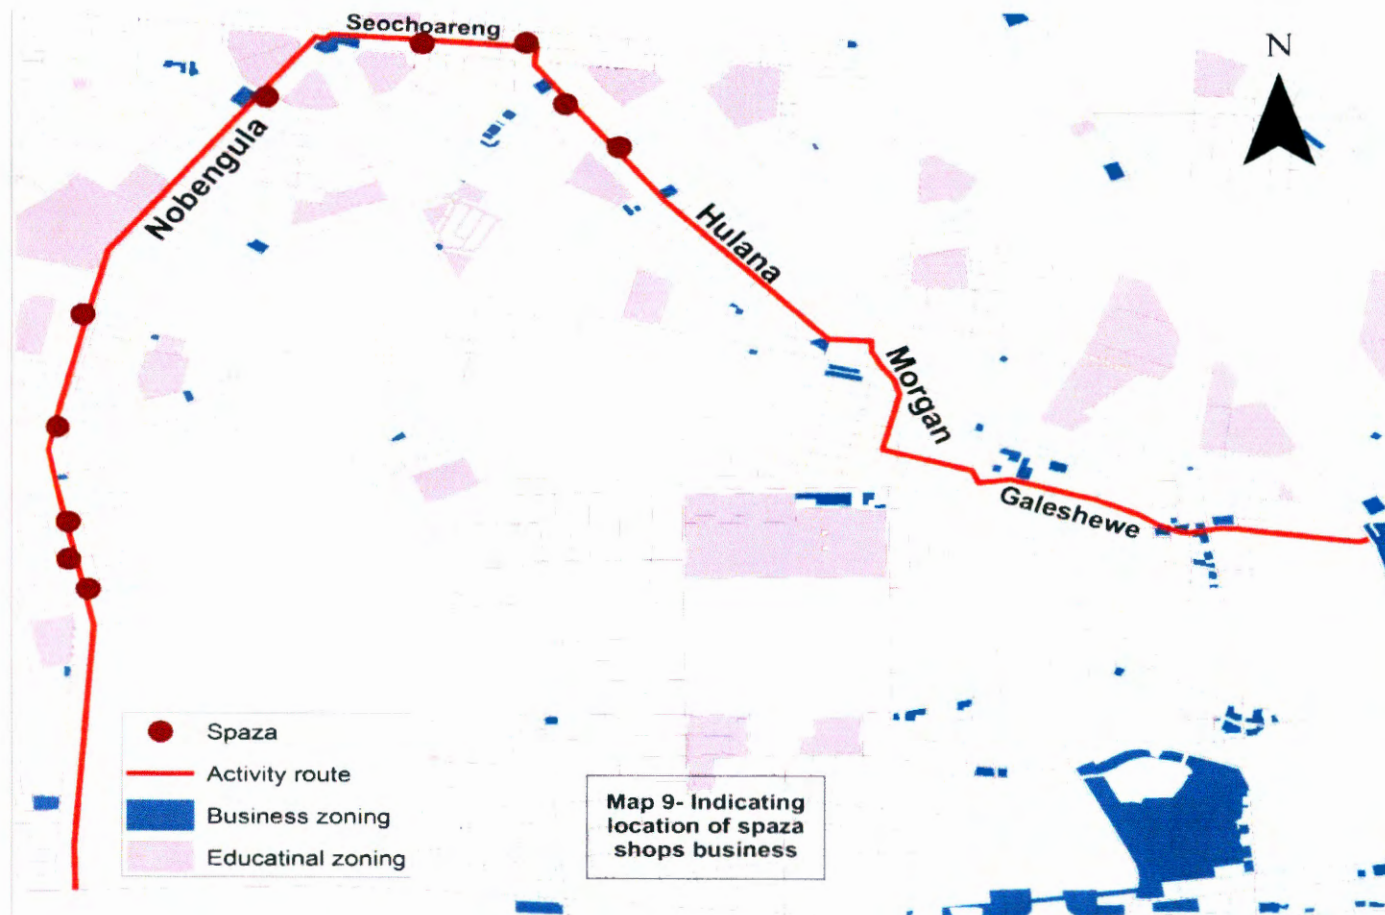 Seochoareng
N
Nobengula
Hulana
Morgan
Galeshewe
Spaza
Activity route
Business zoning
Educatinal zoning
Map 9- Indicating
location of spaza
shops business